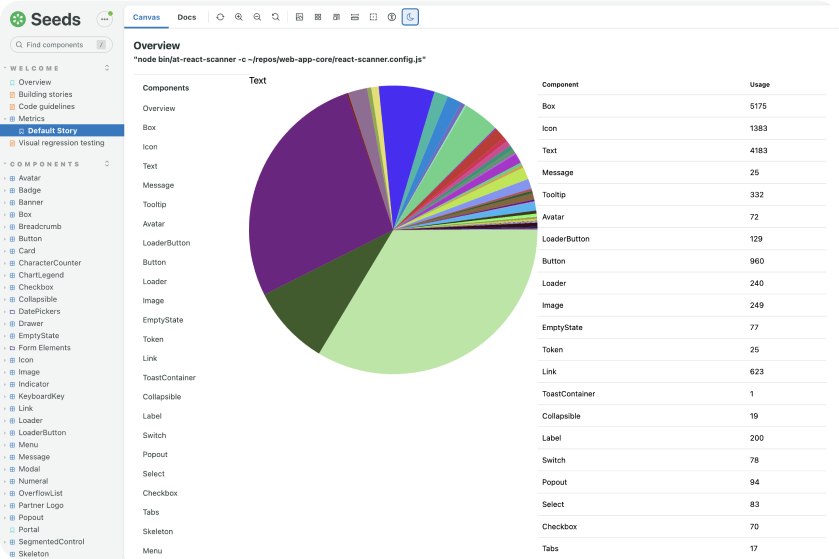 Seeds
Find components /
WELCOME
Overview
Building stories
Code guidelines
Metrics
Default Story
Visual regression testing
COMPONENTS
Avatar
Badge
Banner
Box
Breadcrumb
Button
Card
CharacterCounter
ChartLegend
Checkbox
Collapsible
DatePickers
Drawer
EmptyState
Form Elements
Icon
Image
Indicator
KeyboardKey
Link
Loader
LoaderButton
Menu
Message
Modal
Numeral
OverflowList
Partner Logo
Popout
Portal
SegmentedControl
Skeleton
Canvas Docs
Overview
"node bin/at-react-scanner -c ~/repos/web-app-core/react-scanner.config.js"
Components
Overview
Box
Icon
Text
Message
Tooltip
Avatar
LoaderButton
Button
Loader
Image
EmptyState
Token
Link
ToastContainer
Collapsible
Label
Switch
Popout
Select
Checkbox
Tabs
Skeleton
Menu
Text
Component Usage
Box 5175
Icon 1383
Text 4183
Message 25
Tooltip 332
Avatar 72
LoaderButton 129
Button 960
Loader 240
Image 249
EmptyState 77
Token 25
Link 623
ToastContainer 1
Collapsible 19
Label 200
Switch 78
Popout 94
Select 83
Checkbox 70
Tabs 17